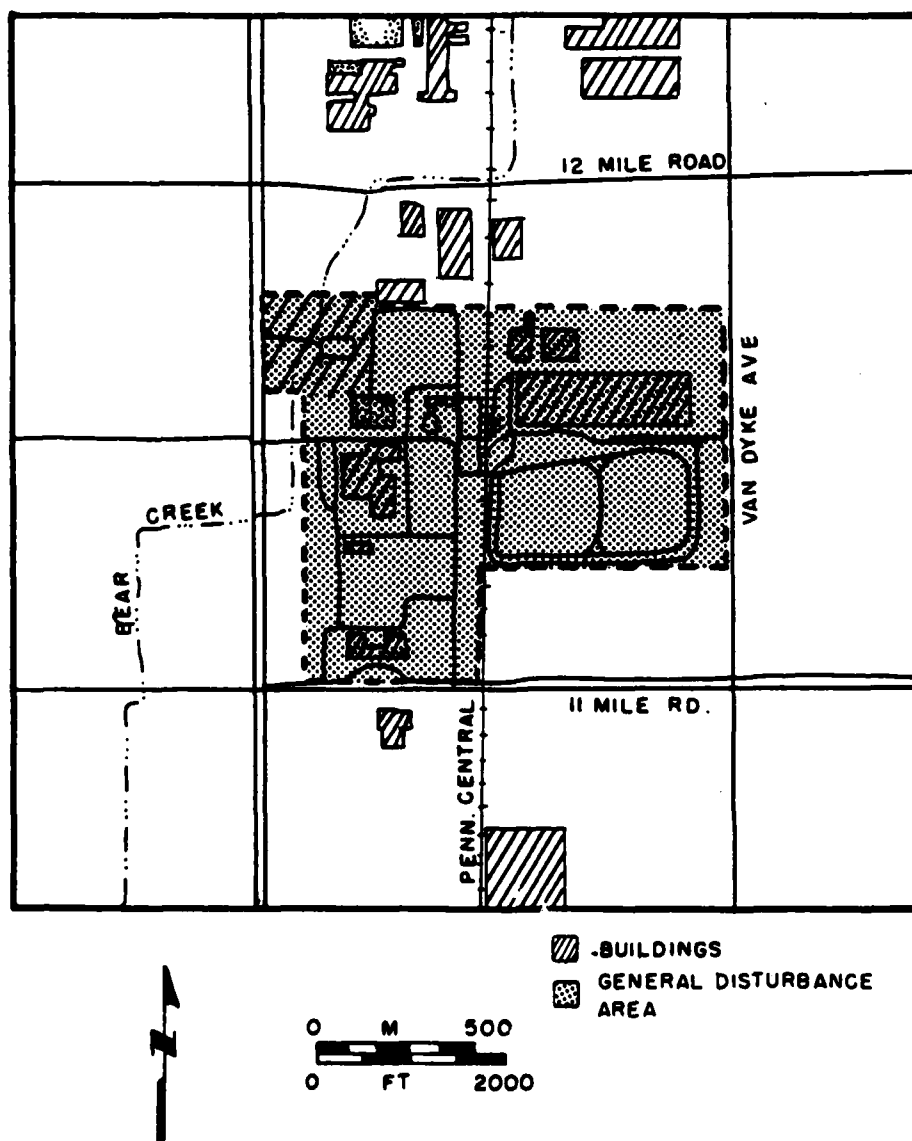 12 MILE ROAD
VAN DYKE AVE
CREEK
BEAR
11 MILE RD.
PENN. CENTRAL
BUILDINGS
GENERAL DISTURBANCE
AREA
N
0 M 500
0 FT 2000